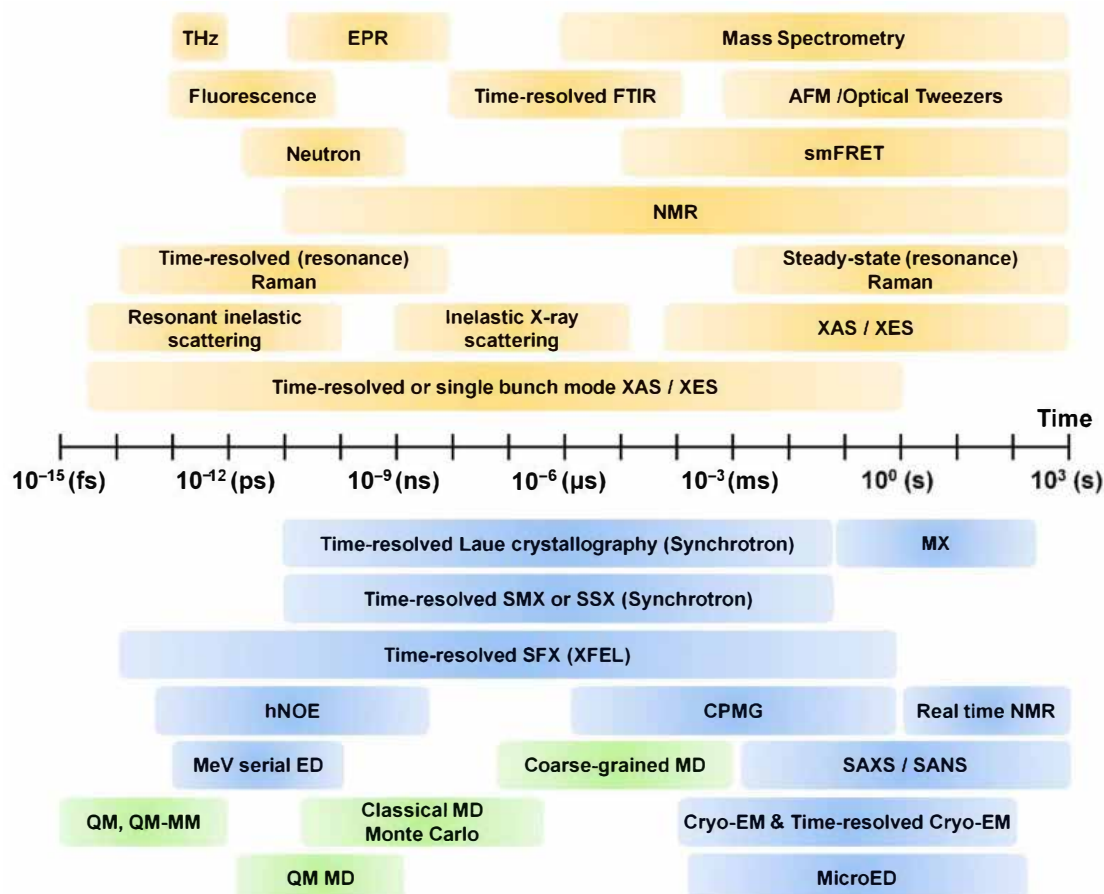 THz
EPR
Mass Spectrometry
Fluorescence
Time-resolved FTIR
AFM /Optical Tweezers
Neutron
smFRET
NMR
Time-resolved (resonance)
Raman
Steady-state (resonance)
Raman
Resonant inelastic
scattering
Inelastic X-ray
scattering
XAS / XES
Time-resolved or single bunch mode XAS / XES
Time
10⁻¹⁵ (fs)
10⁻¹² (ps)
10⁻⁹ (ns)
10⁻⁶ (µs)
10⁻³ (ms)
10⁰ (s)
10³ (s)
Time-resolved Laue crystallography (Synchrotron)
MX
Time-resolved SMX or SSX (Synchrotron)
Time-resolved SFX (XFEL)
hNOE
CPMG
Real time NMR
MeV serial ED
Coarse-grained MD
SAXS / SANS
QM, QM-MM
Classical MD
Monte Carlo
Cryo-EM & Time-resolved Cryo-EM
QM MD
MicroED